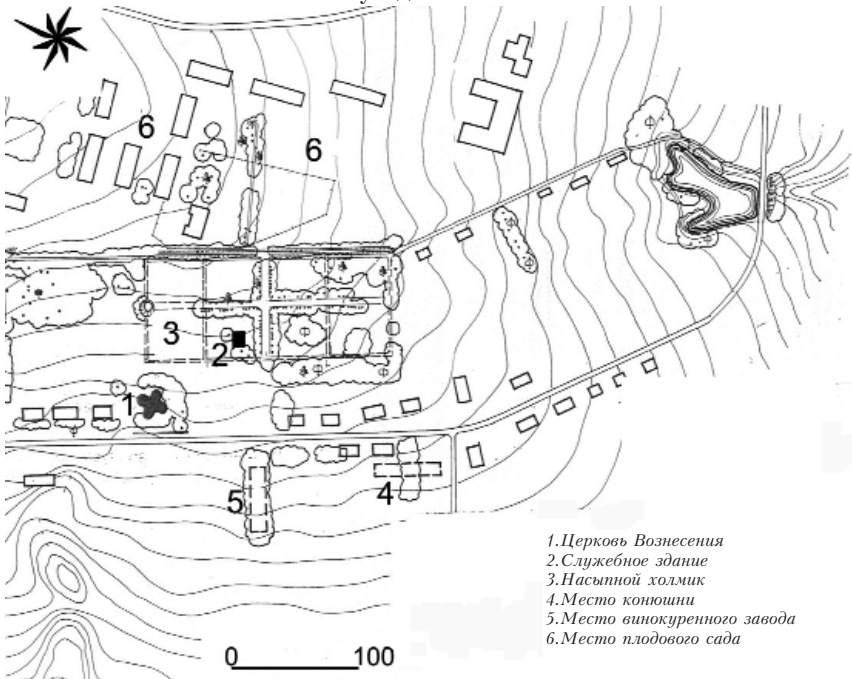 6
6
3
2
1
5
4
1.Церковь Вознесения
2.Служебное здание
3.Насыпной холмик
4.Место конюшни
5.Место винокуренного завода
6.Место плодового сада
0 100